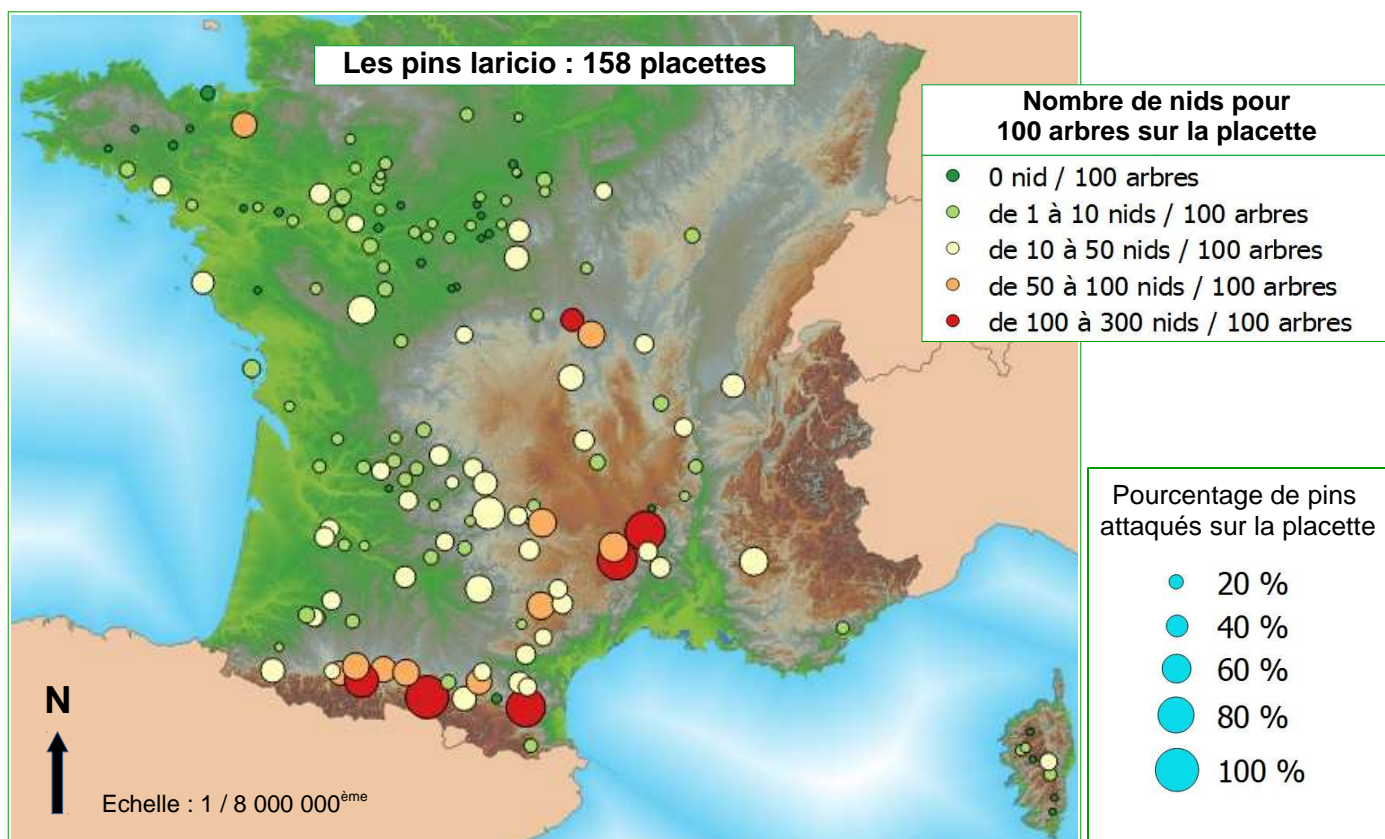 Les pins laricio : 158 placettes
Nombre de nids pour
100 arbres sur la placette
0 nid / 100 arbres
de 1 à 10 nids / 100 arbres
de 10 à 50 nids / 100 arbres
de 50 à 100 nids / 100 arbres
de 100 à 300 nids / 100 arbres
Pourcentage de pins
attaqués sur la placette
20 %
40 %
60 %
80 %
100 %
N
Echelle : 1 / 8 000 000ème